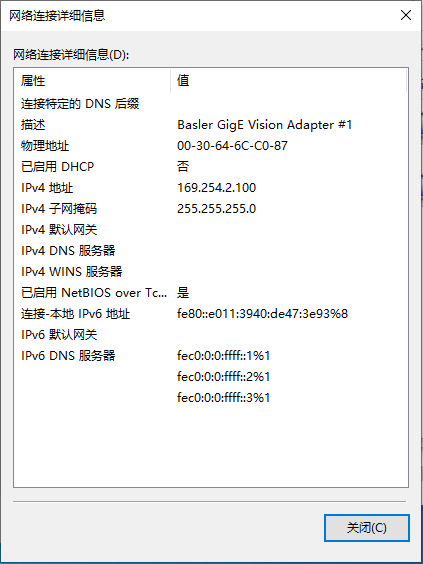 网络连接详细信息
网络连接详细信息(D):
属性 值
连接特定的 DNS 后缀
描述 Basler GigE Vision Adapter #1
物理地址 00-30-64-6C-C0-87
已启用 DHCP 否
IPv4 地址 169.254.2.100
IPv4 子网掩码 255.255.255.0
IPv4 默认网关
IPv4 DNS 服务器
IPv4 WINS 服务器
已启用 NetBIOS over Tc... 是
连接-本地 IPv6 地址 fe80::e011:3940:de47:3e93%8
IPv6 默认网关
IPv6 DNS 服务器 fec0:0:0:ffff::1%1
fec0:0:0:ffff::2%1
fec0:0:0:ffff::3%1
关闭(C)